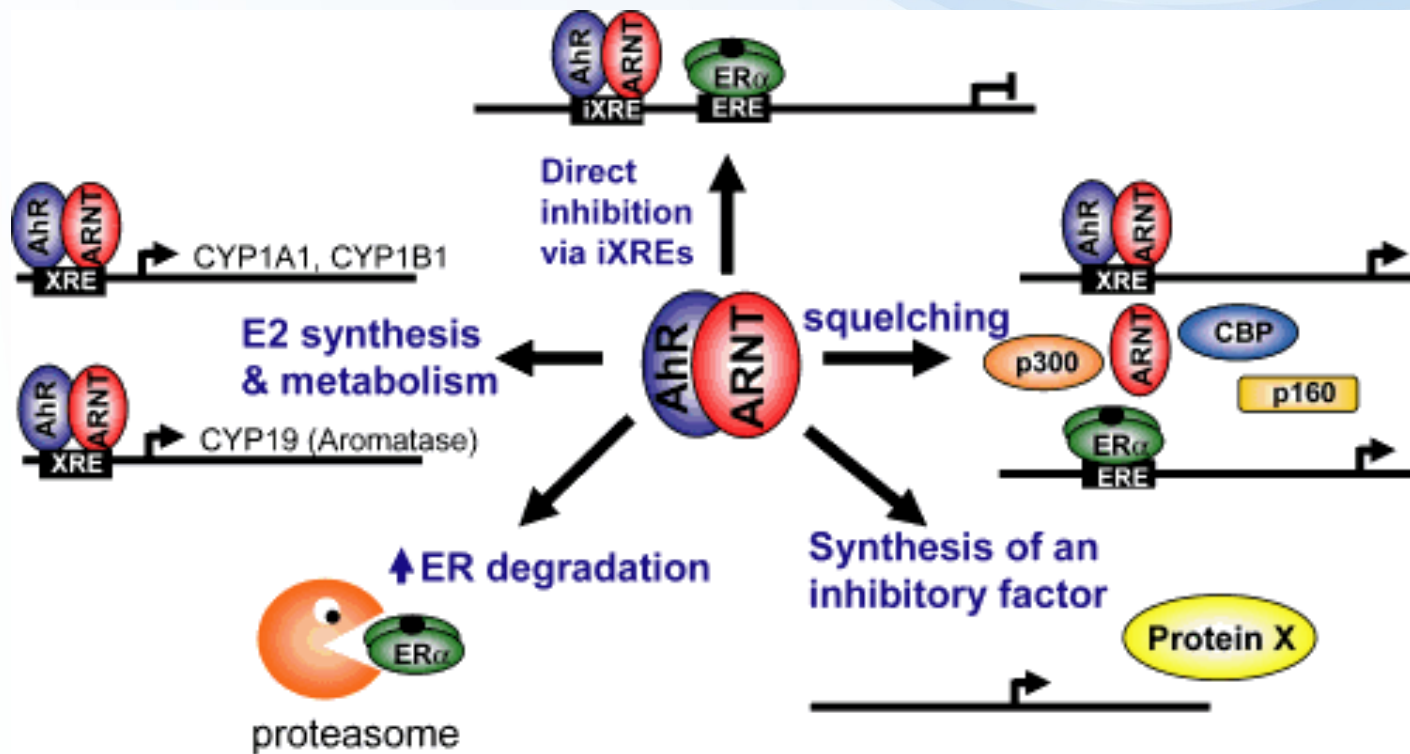 AhR
ARNT
iXRE
ERα
ERE
Direct
inhibition
via iXREs
AhR
ARNT
XRE
CYP1A1, CYP1B1
E2 synthesis
& metabolism
AhR
ARNT
XRE
CYP19 (Aromatase)
AhR
ARNT
squelching
AhR
ARNT
XRE
p300
ARNT
CBP
p160
ERα
ERE
ER degradation
ERα
proteasome
Synthesis of an
inhibitory factor
Protein X